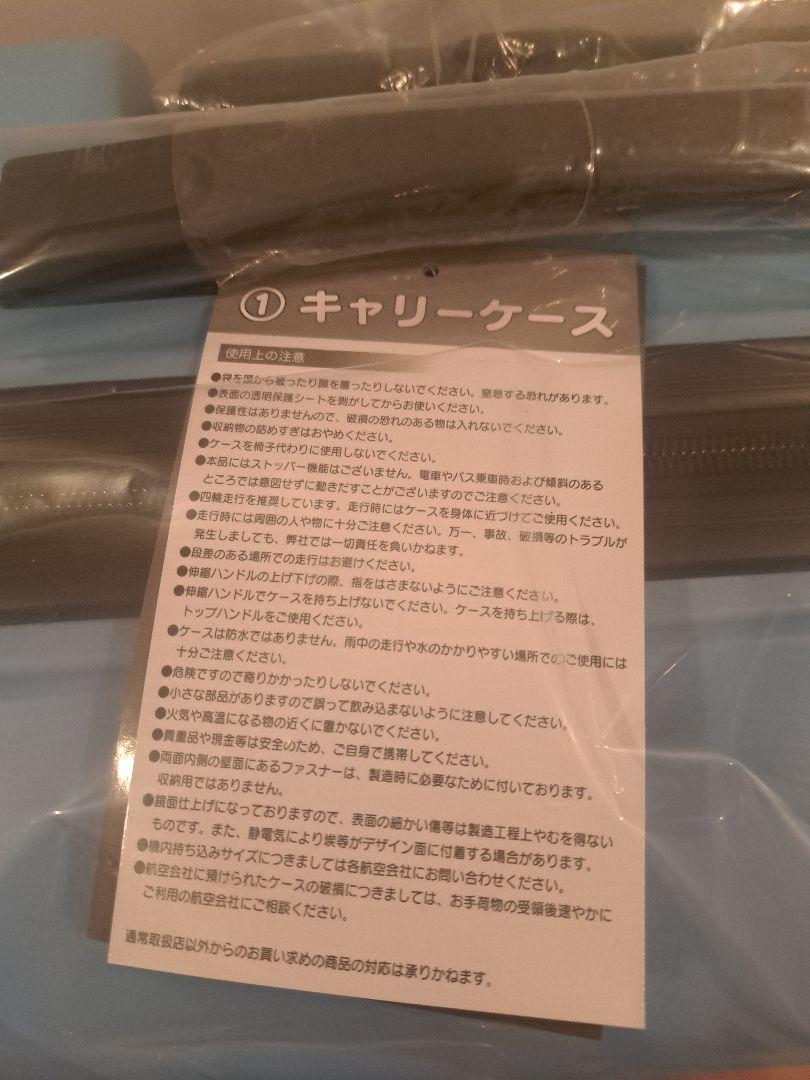 ① キャリーケース
使用上の注意
●袋を頭から被ったり顔を覆ったりしないでください。窒息する恐れがあります。
●表面の透明保護シートを剥がしてからお使いください。
●保護性はありませんので、破損の恐れのある物は入れないでください。
●収納物の詰めすぎはおやめください。
●ケースを椅子代わりに使用しないでください。
●本品にはストッパー機能はございません。電車やバス乗車時および傾斜のある
ところでは意図せずに動きだすことがございますのでご注意ください。
●四輪走行を推奨しています。走行時にはケースを身体に近づけてご使用ください。
●走行時には周囲の人や物に十分ご注意ください。万一、事故、破損等のトラブルが
発生しましても、弊社では一切責任を負いかねます。
●段差のある場所での走行はお避けください。
●伸縮ハンドルの上げ下げの際、指をはさまないようにご注意ください。
●伸縮ハンドルでケースを持ち上げないでください。ケースを持ち上げる際は、
トップハンドルをご使用ください。
●ケースは防水ではありません。雨中の走行や水のかかりやすい場所でのご使用には
十分ご注意ください。
●危険ですので寄りかかったりしないでください。
●小さな部品がありますので誤って飲み込まないように注意してください。
●火気や高温になる物の近くに置かないでください。
●貴重品や現金等は安全のため、ご自身で携帯してください。
●両面内側の壁面にあるファスナーは、製造時に必要なために付いております。
収納用ではありません。
●鏡面仕上げになっておりますので、表面の細かい傷等は製造工程上やむを得ない
ものです。また、静電気により埃等がデザイン面に付着する場合があります。
●機内持ち込みサイズにつきましては各航空会社にお問い合わせください。
●航空会社に預けられたケースの破損につきましては、お手荷物の受領後速やかに
ご利用の航空会社にご相談ください。
通常取扱店以外からのお買い求めの商品の対応は承りかねます。